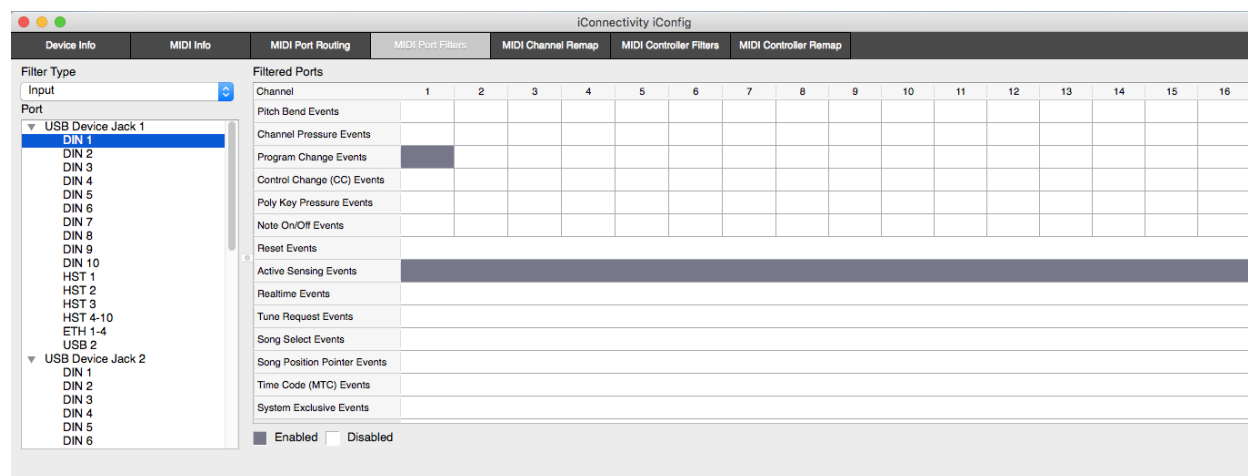 iConnectivity iConfig
Device Info MIDI Info MIDI Port Routing MIDI Port Filters MIDI Channel Remap MIDI Controller Filters MIDI Controller Remap
Filter Type
Input
Port
USB Device Jack 1
DIN 1
DIN 2
DIN 3
DIN 4
DIN 5
DIN 6
DIN 7
DIN 8
DIN 9
DIN 10
HST 1
HST 2
HST 3
HST 4-10
ETH 1-4
USB 2
USB Device Jack 2
DIN 1
DIN 2
DIN 3
DIN 4
DIN 5
DIN 6
Filtered Ports
Channel 1 2 3 4 5 6 7 8 9 10 11 12 13 14 15 16
Pitch Bend Events
Channel Pressure Events
Program Change Events
Control Change (CC) Events
Poly Key Pressure Events
Note On/Off Events
Reset Events
Active Sensing Events
Realtime Events
Tune Request Events
Song Select Events
Song Position Pointer Events
Time Code (MTC) Events
System Exclusive Events
Enabled Disabled